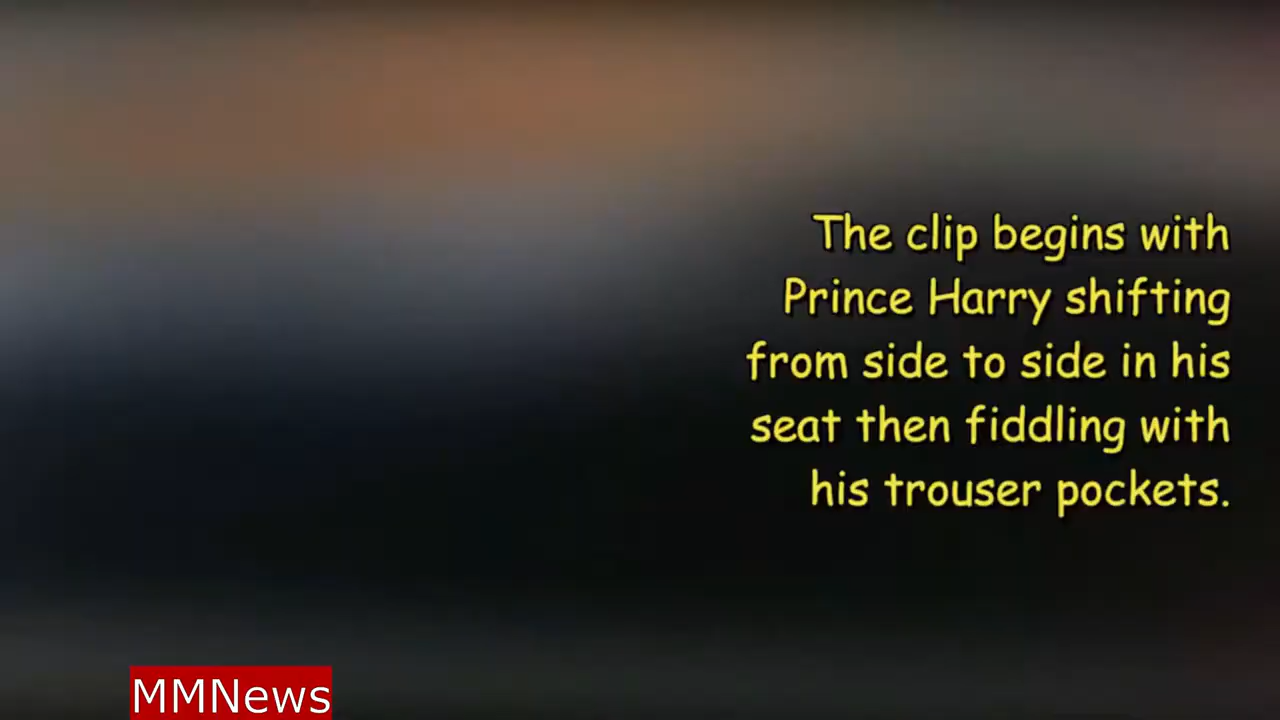 The clip begins with
Prince Harry shifting
from side to side in his
seat then fiddling with
his trouser pockets.
MMNews